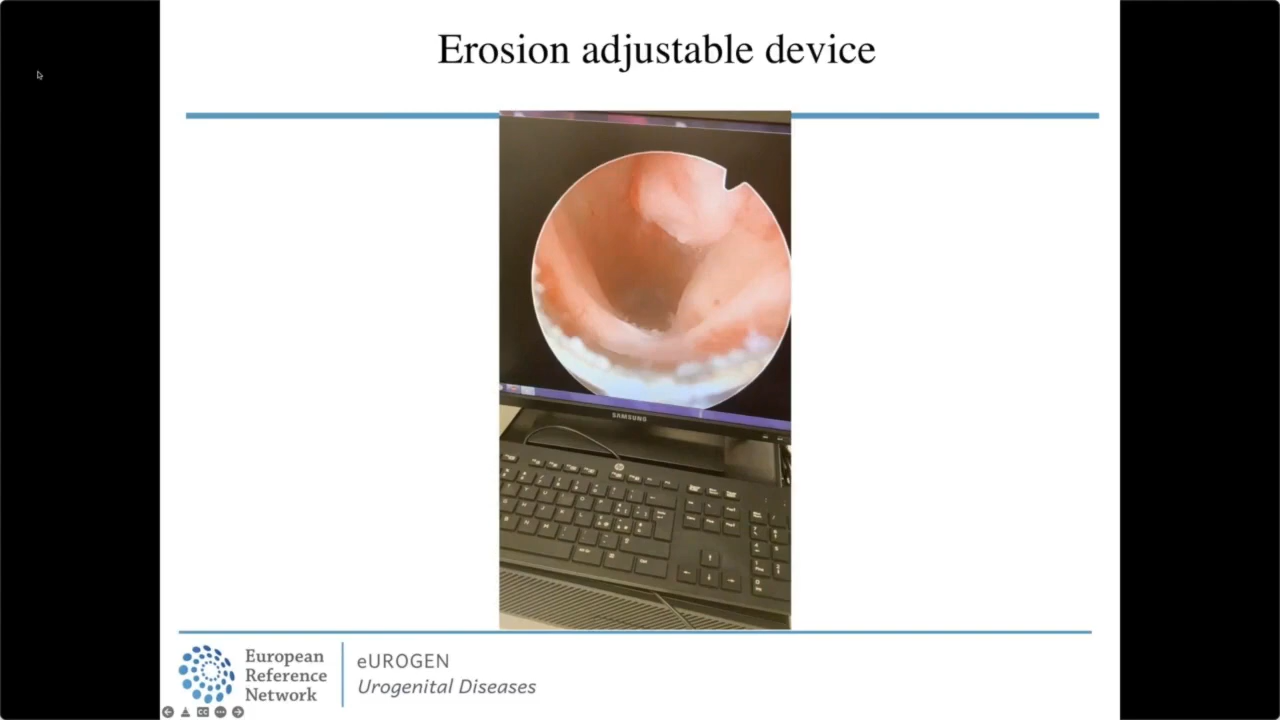 Erosion adjustable device
SAMSUNG
European
Reference
Network
eUROGEN
Urogenital Diseases